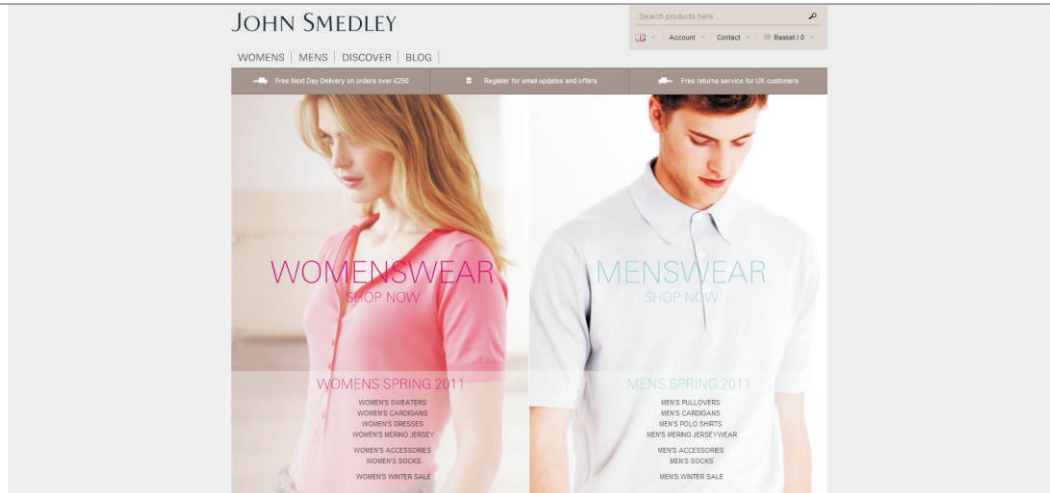 JOHN SMEDLEY
Search products here...
Account
Contact
Basket / 0
WOMENS
MENS
DISCOVER
BLOG
Free Next Day Delivery on orders over £250
Register for email updates and offers
Free returns service for UK customers
WOMENSWEAR
SHOP NOW
WOMENS SPRING 2011
WOMEN'S SWEATERS
WOMEN'S CARDIGANS
WOMEN'S DRESSES
WOMEN'S MERINO JERSEY
WOMEN'S ACCESSORIES
WOMEN'S SOCKS
WOMEN'S WINTER SALE
MENSWEAR
SHOP NOW
MENS SPRING 2011
MEN'S PULLOVERS
MEN'S CARDIGANS
MEN'S POLO SHIRTS
MEN'S MERINO JERSEYWEAR
MEN'S ACCESSORIES
MEN'S SOCKS
MEN'S WINTER SALE